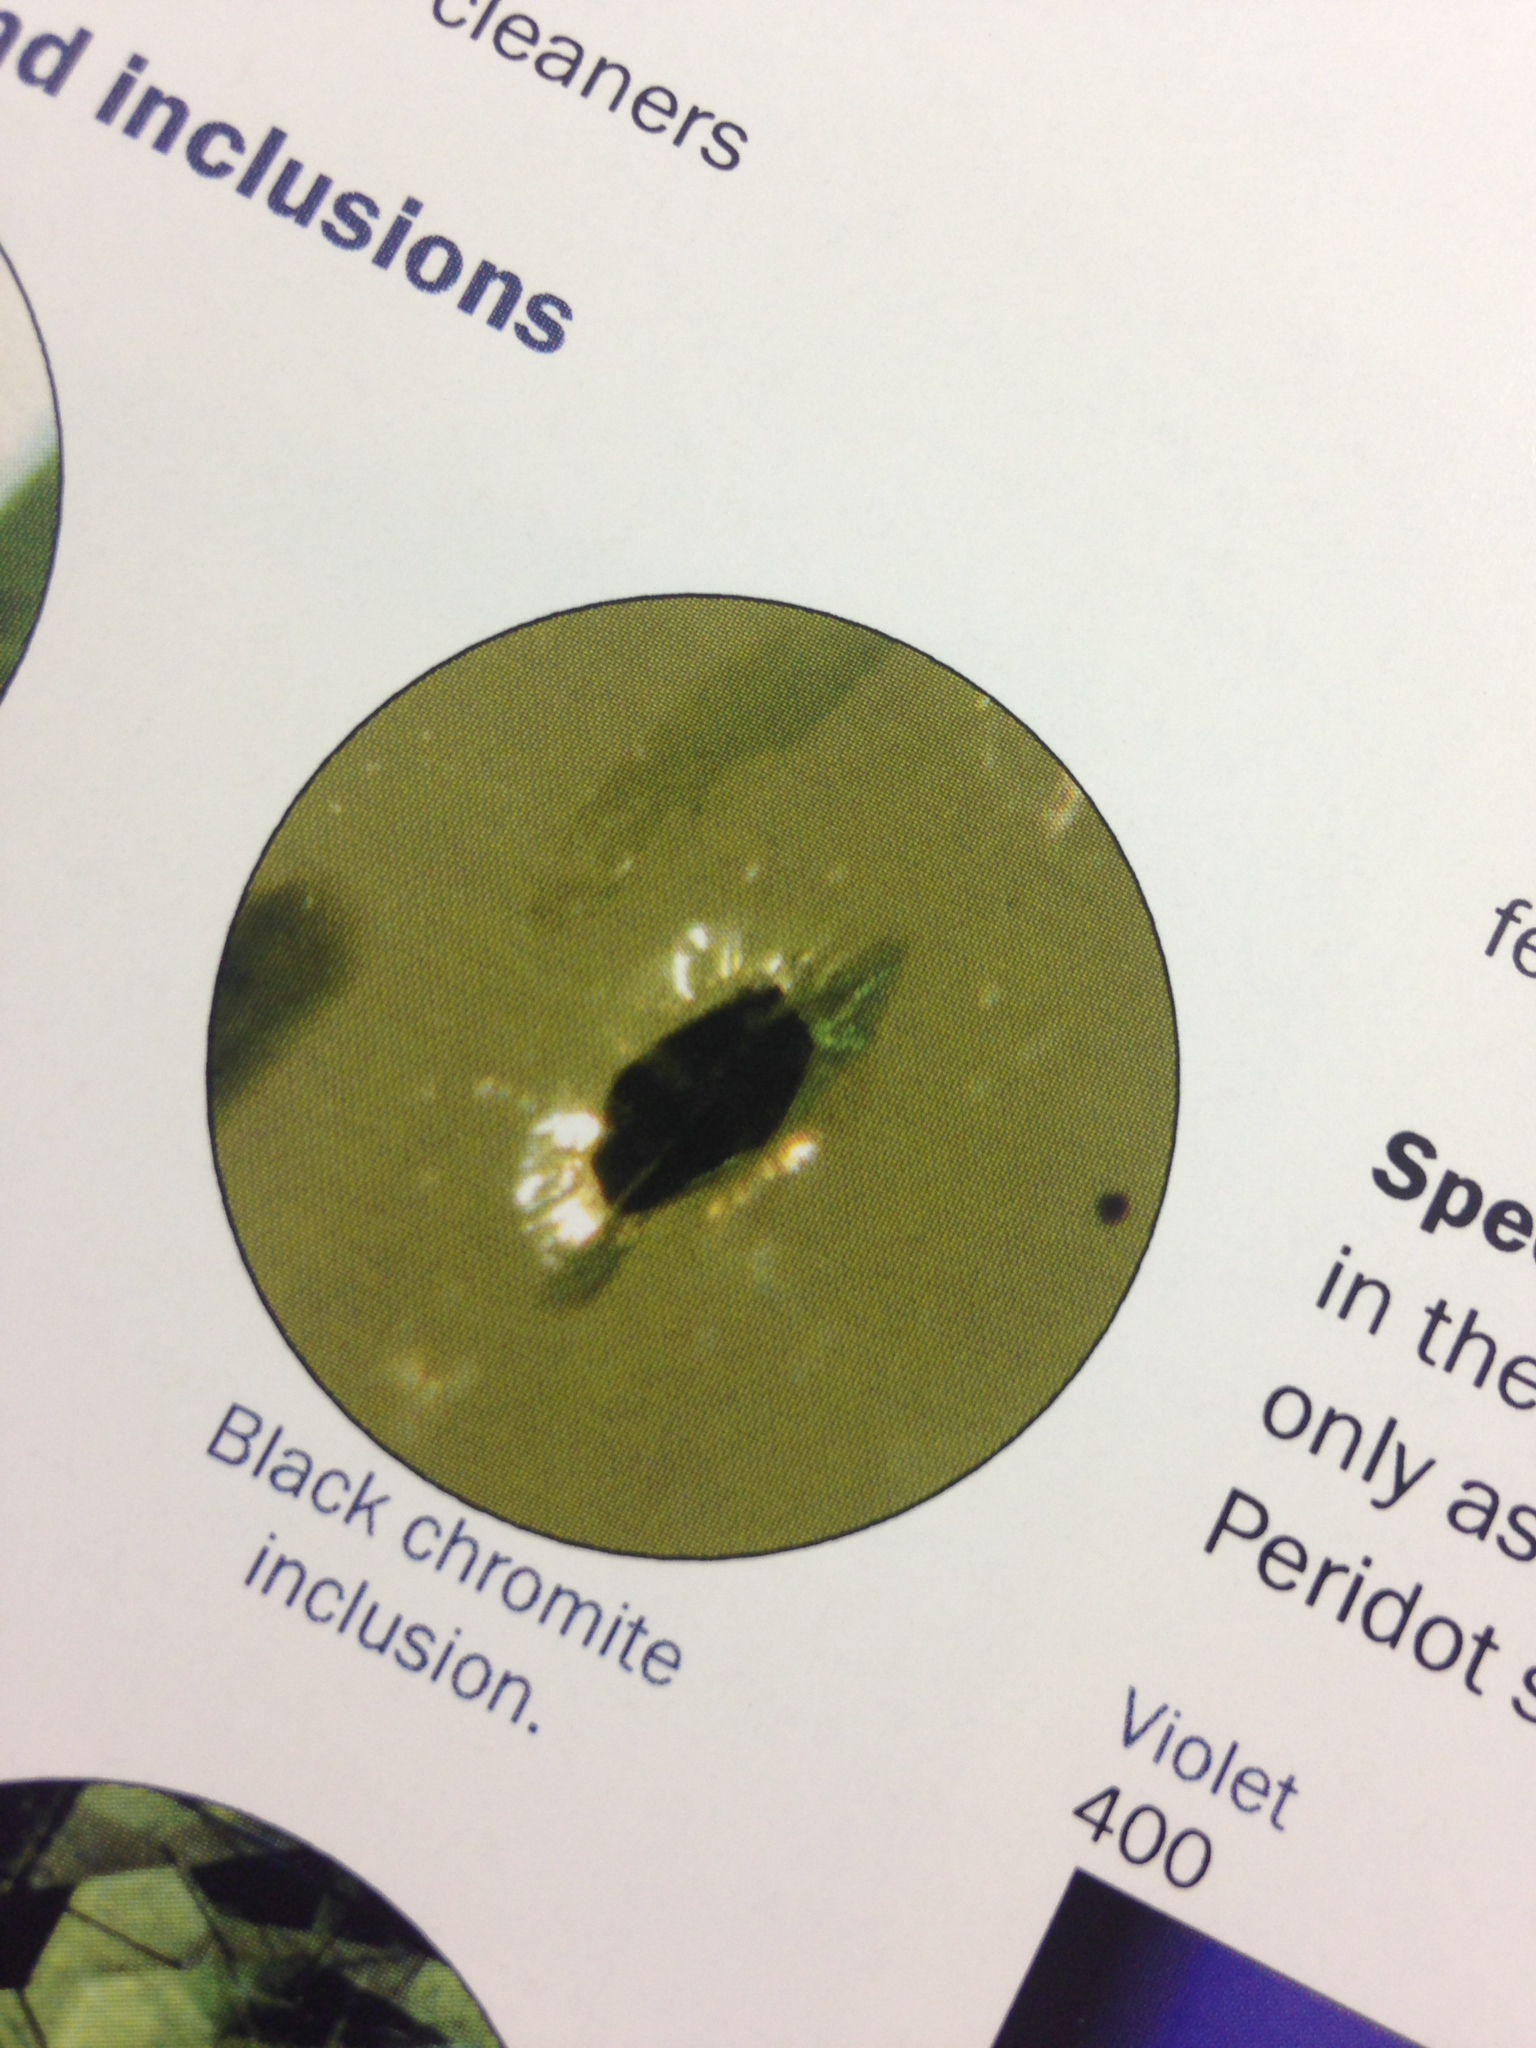 cleaners
nd inclusions
Black chromite
inclusion.
fe
Spe
in the
only as
Peridot s
Violet
400